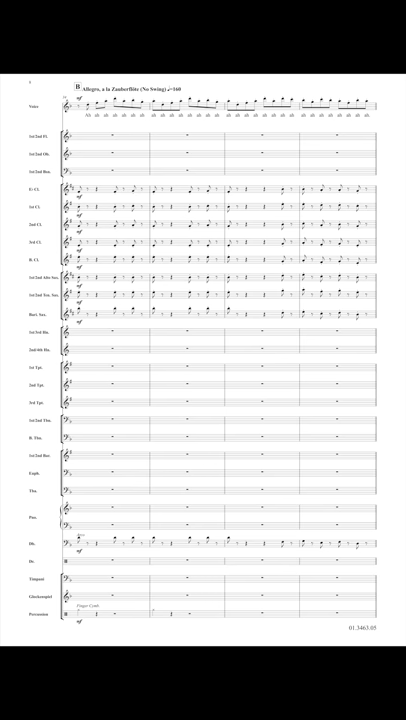 4
B Allegro, a la Zauberflöte (No Swing) ♩=160
mf
Voice
Ah ah ah ah ah ah ah ah ah ah ah ah ah ah ah ah ah ah ah ah ah ah ah ah ah ah ah ah ah ah
1st/2nd Fl.
1st/2nd Ob.
1st/2nd Bsn.
E♭ Cl.
mf
1st Cl.
mf
2nd Cl.
mf
3rd Cl.
mf
B. Cl.
mf
1st/2nd Alto Sax.
mf
1st/2nd Ten. Sax.
mf
Bari. Sax.
mf
1st/3rd Hn.
2nd/4th Hn.
1st Tpt.
2nd Tpt.
3rd Tpt.
1st/2nd Tbn.
B. Tbn.
1st/2nd Bar.
Euph.
Tba.
Pno.
Db.
mf
Dr.
Timpani
Glockenspiel
Finger Cymb.
Percussion
mf
01.3463.05